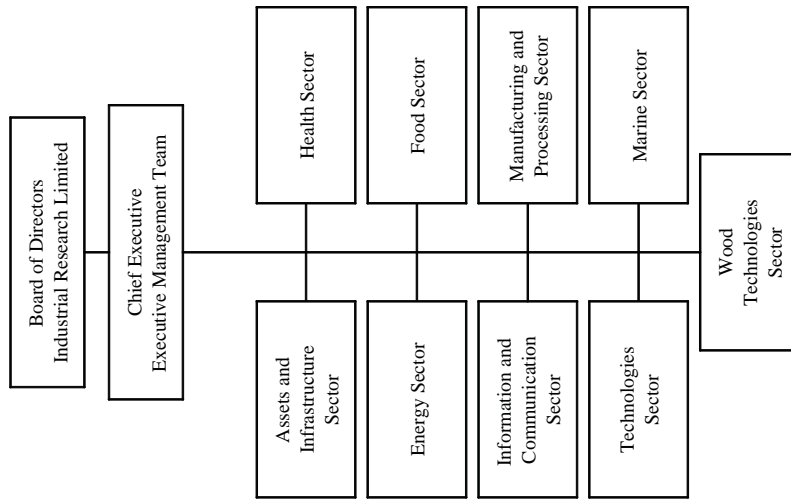 Board of Directors
Industrial Research Limited
Chief Executive
Executive Management Team
Assets and
Infrastructure
Sector
Health Sector
Energy Sector
Food Sector
Information and
Communication
Sector
Manufacturing and
Processing Sector
Technologies
Sector
Marine Sector
Wood
Technologies
Sector